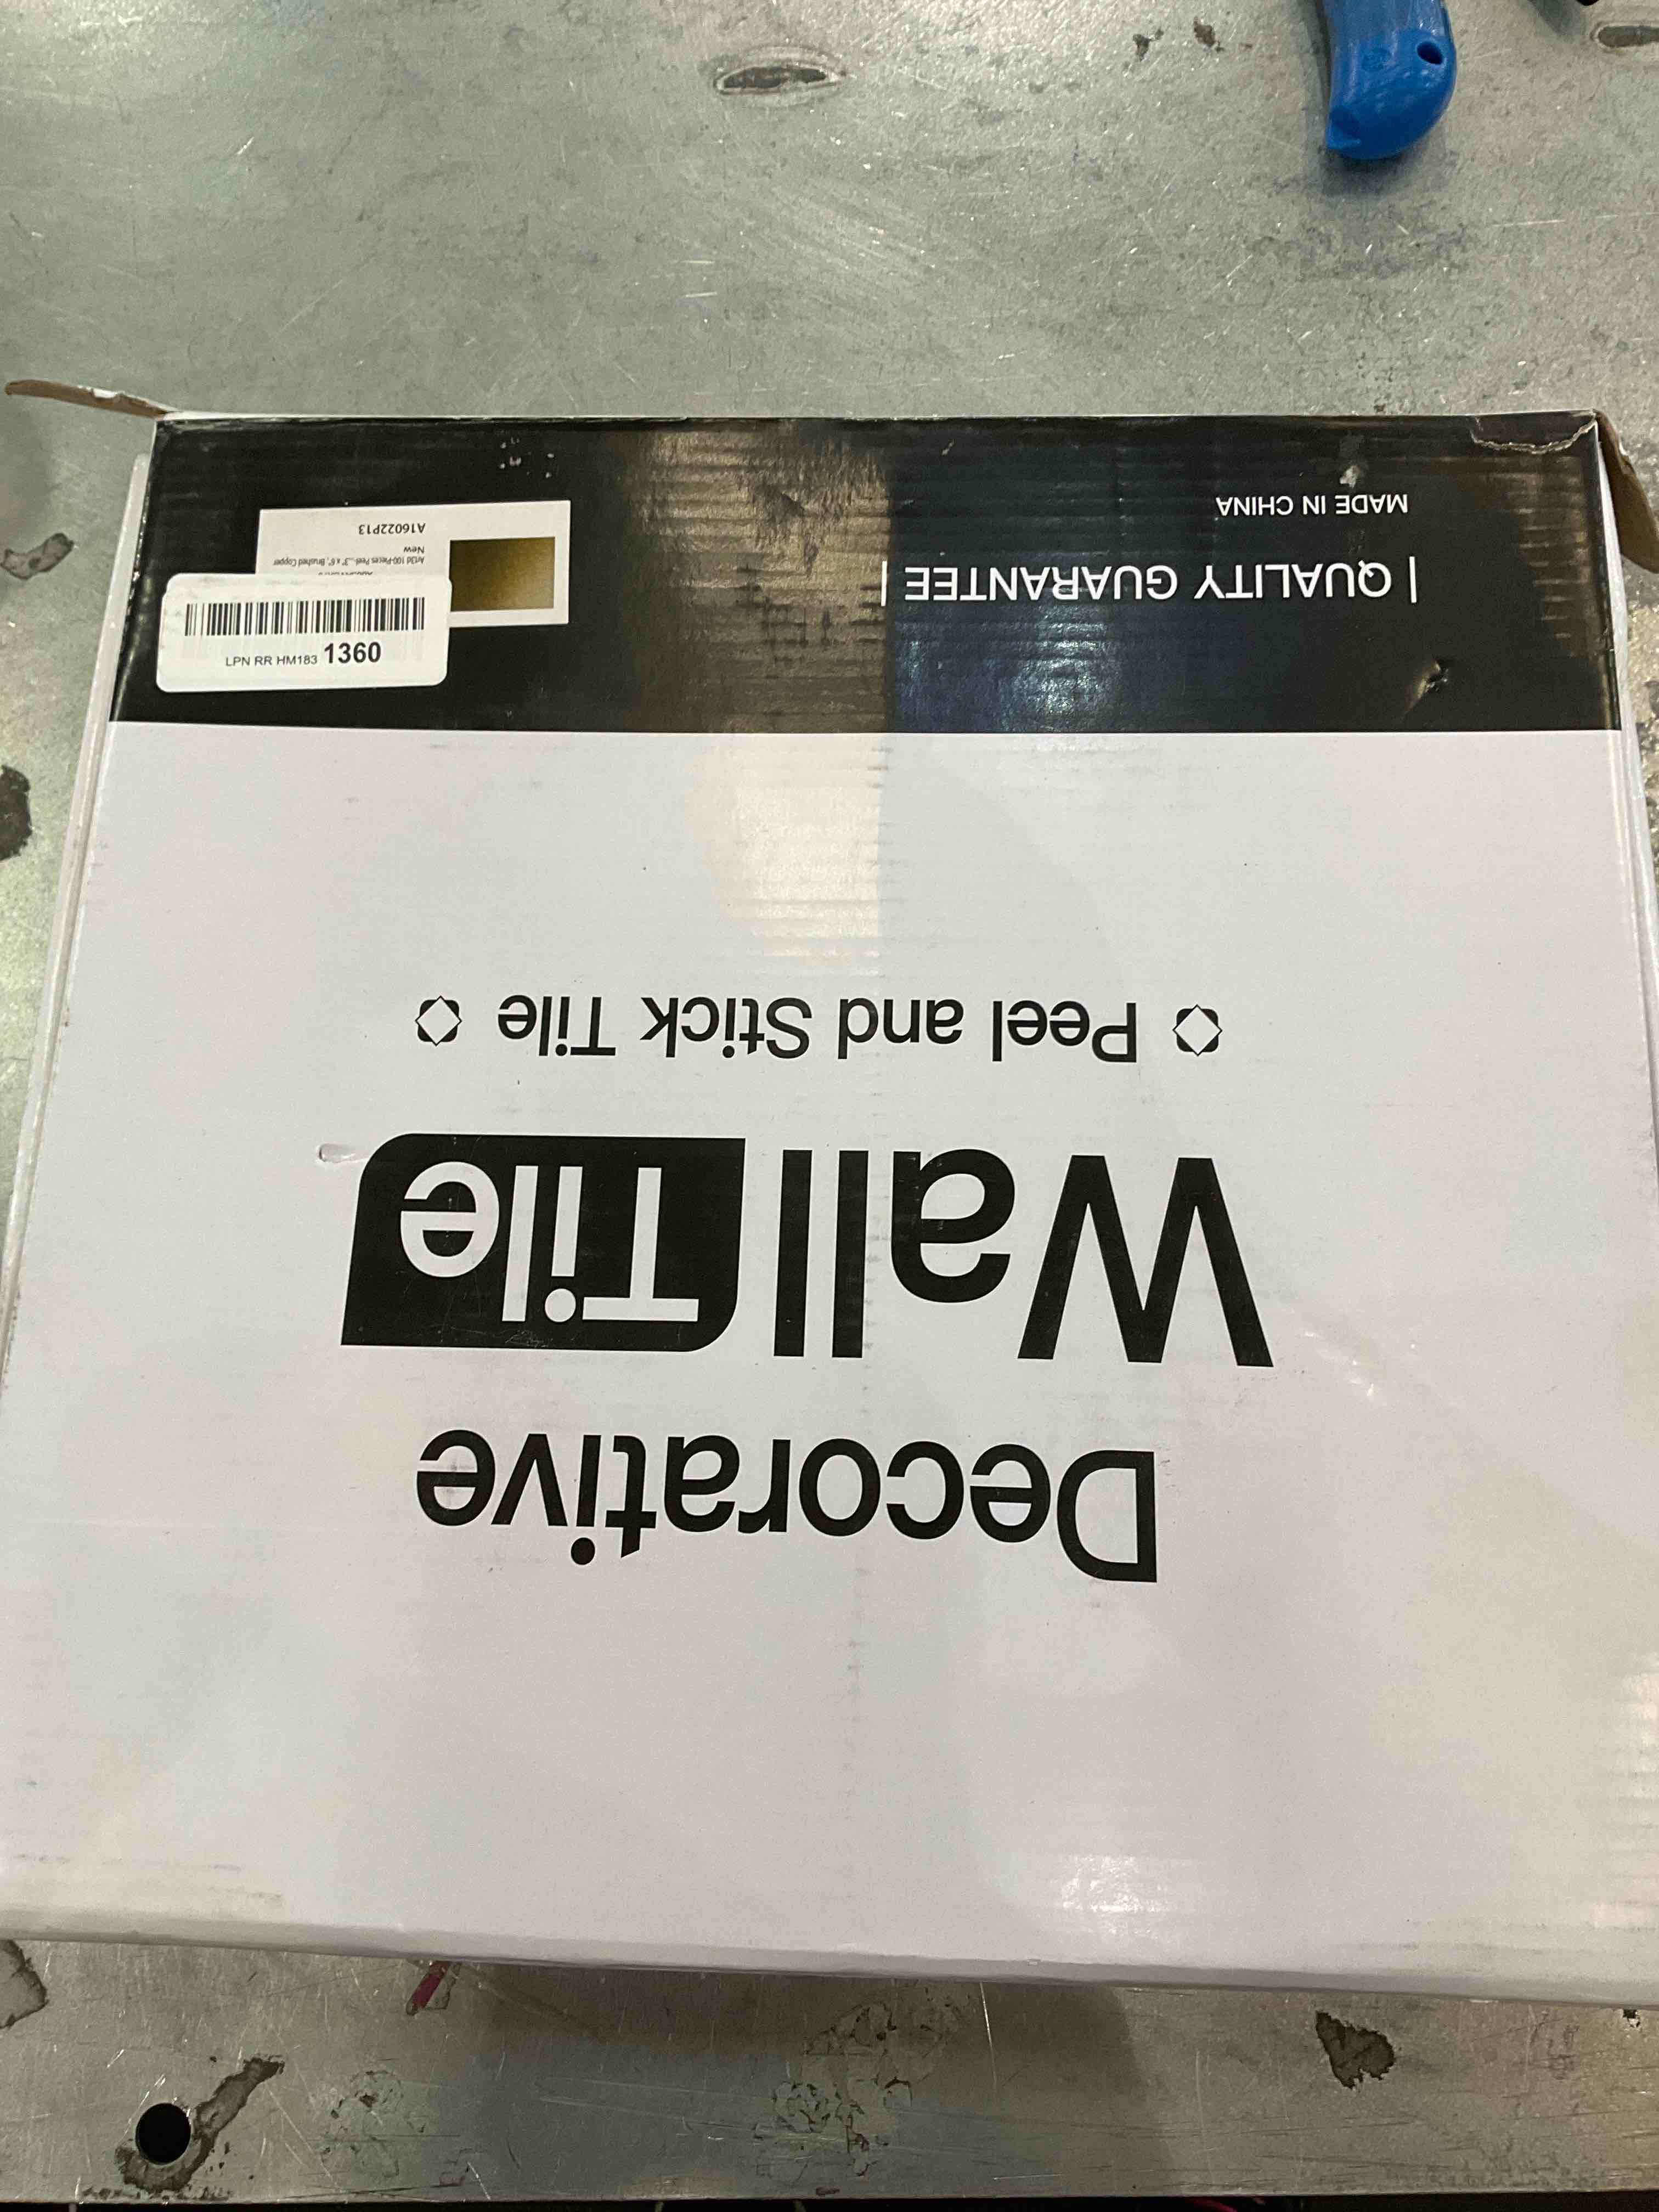 Decorative
Wall Tile
Peel and Stick Tile
| QUALITY GUARANTEE |
MADE IN CHINA
LPN RR HM183 1360
Art3d 100-Pieces Peel-...3" x 6", Brushed Copper
New
A16022P13